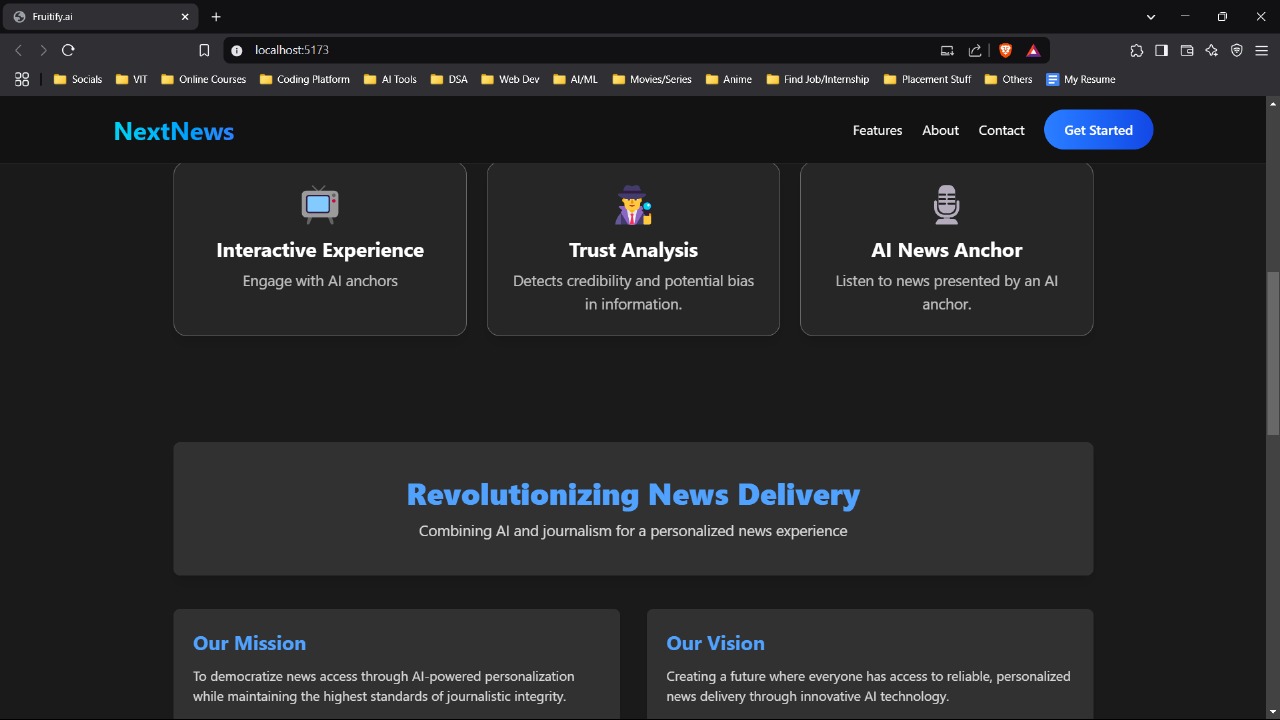 Fruitify.ai
localhost:5173
Socials VIT Online Courses Coding Platform AI Tools DSA Web Dev AI/ML Movies/Series Anime Find Job/Internship Placement Stuff Others My Resume
NextNews Features About Contact Get Started
Interactive Experience
Engage with AI anchors
Trust Analysis
Detects credibility and potential bias
in information.
AI News Anchor
Listen to news presented by an AI
anchor.
Revolutionizing News Delivery
Combining AI and journalism for a personalized news experience
Our Mission
To democratize news access through AI-powered personalization
while maintaining the highest standards of journalistic integrity.
Our Vision
Creating a future where everyone has access to reliable, personalized
news delivery through innovative AI technology.